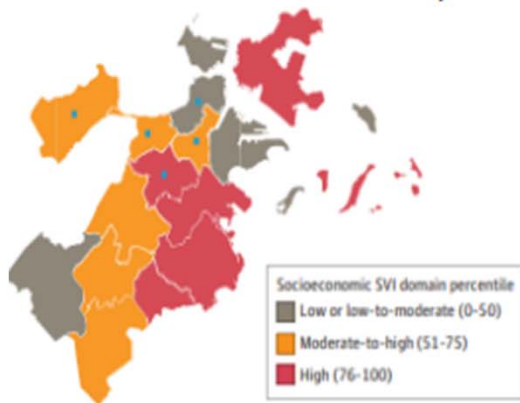 Socioeconomic SVI domain percentile
Low or low-to-moderate (0-50)
Moderate-to-high (51-75)
High (76-100)